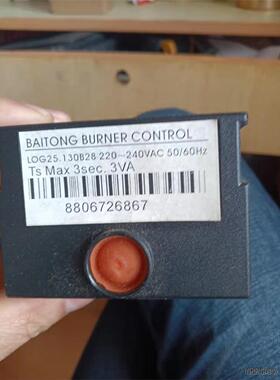 BAITONG BURNER CONTROL
LOG25.130B28 220~240VAC 50/60Hz
Ts Max 3sec. 3VA
8806726867